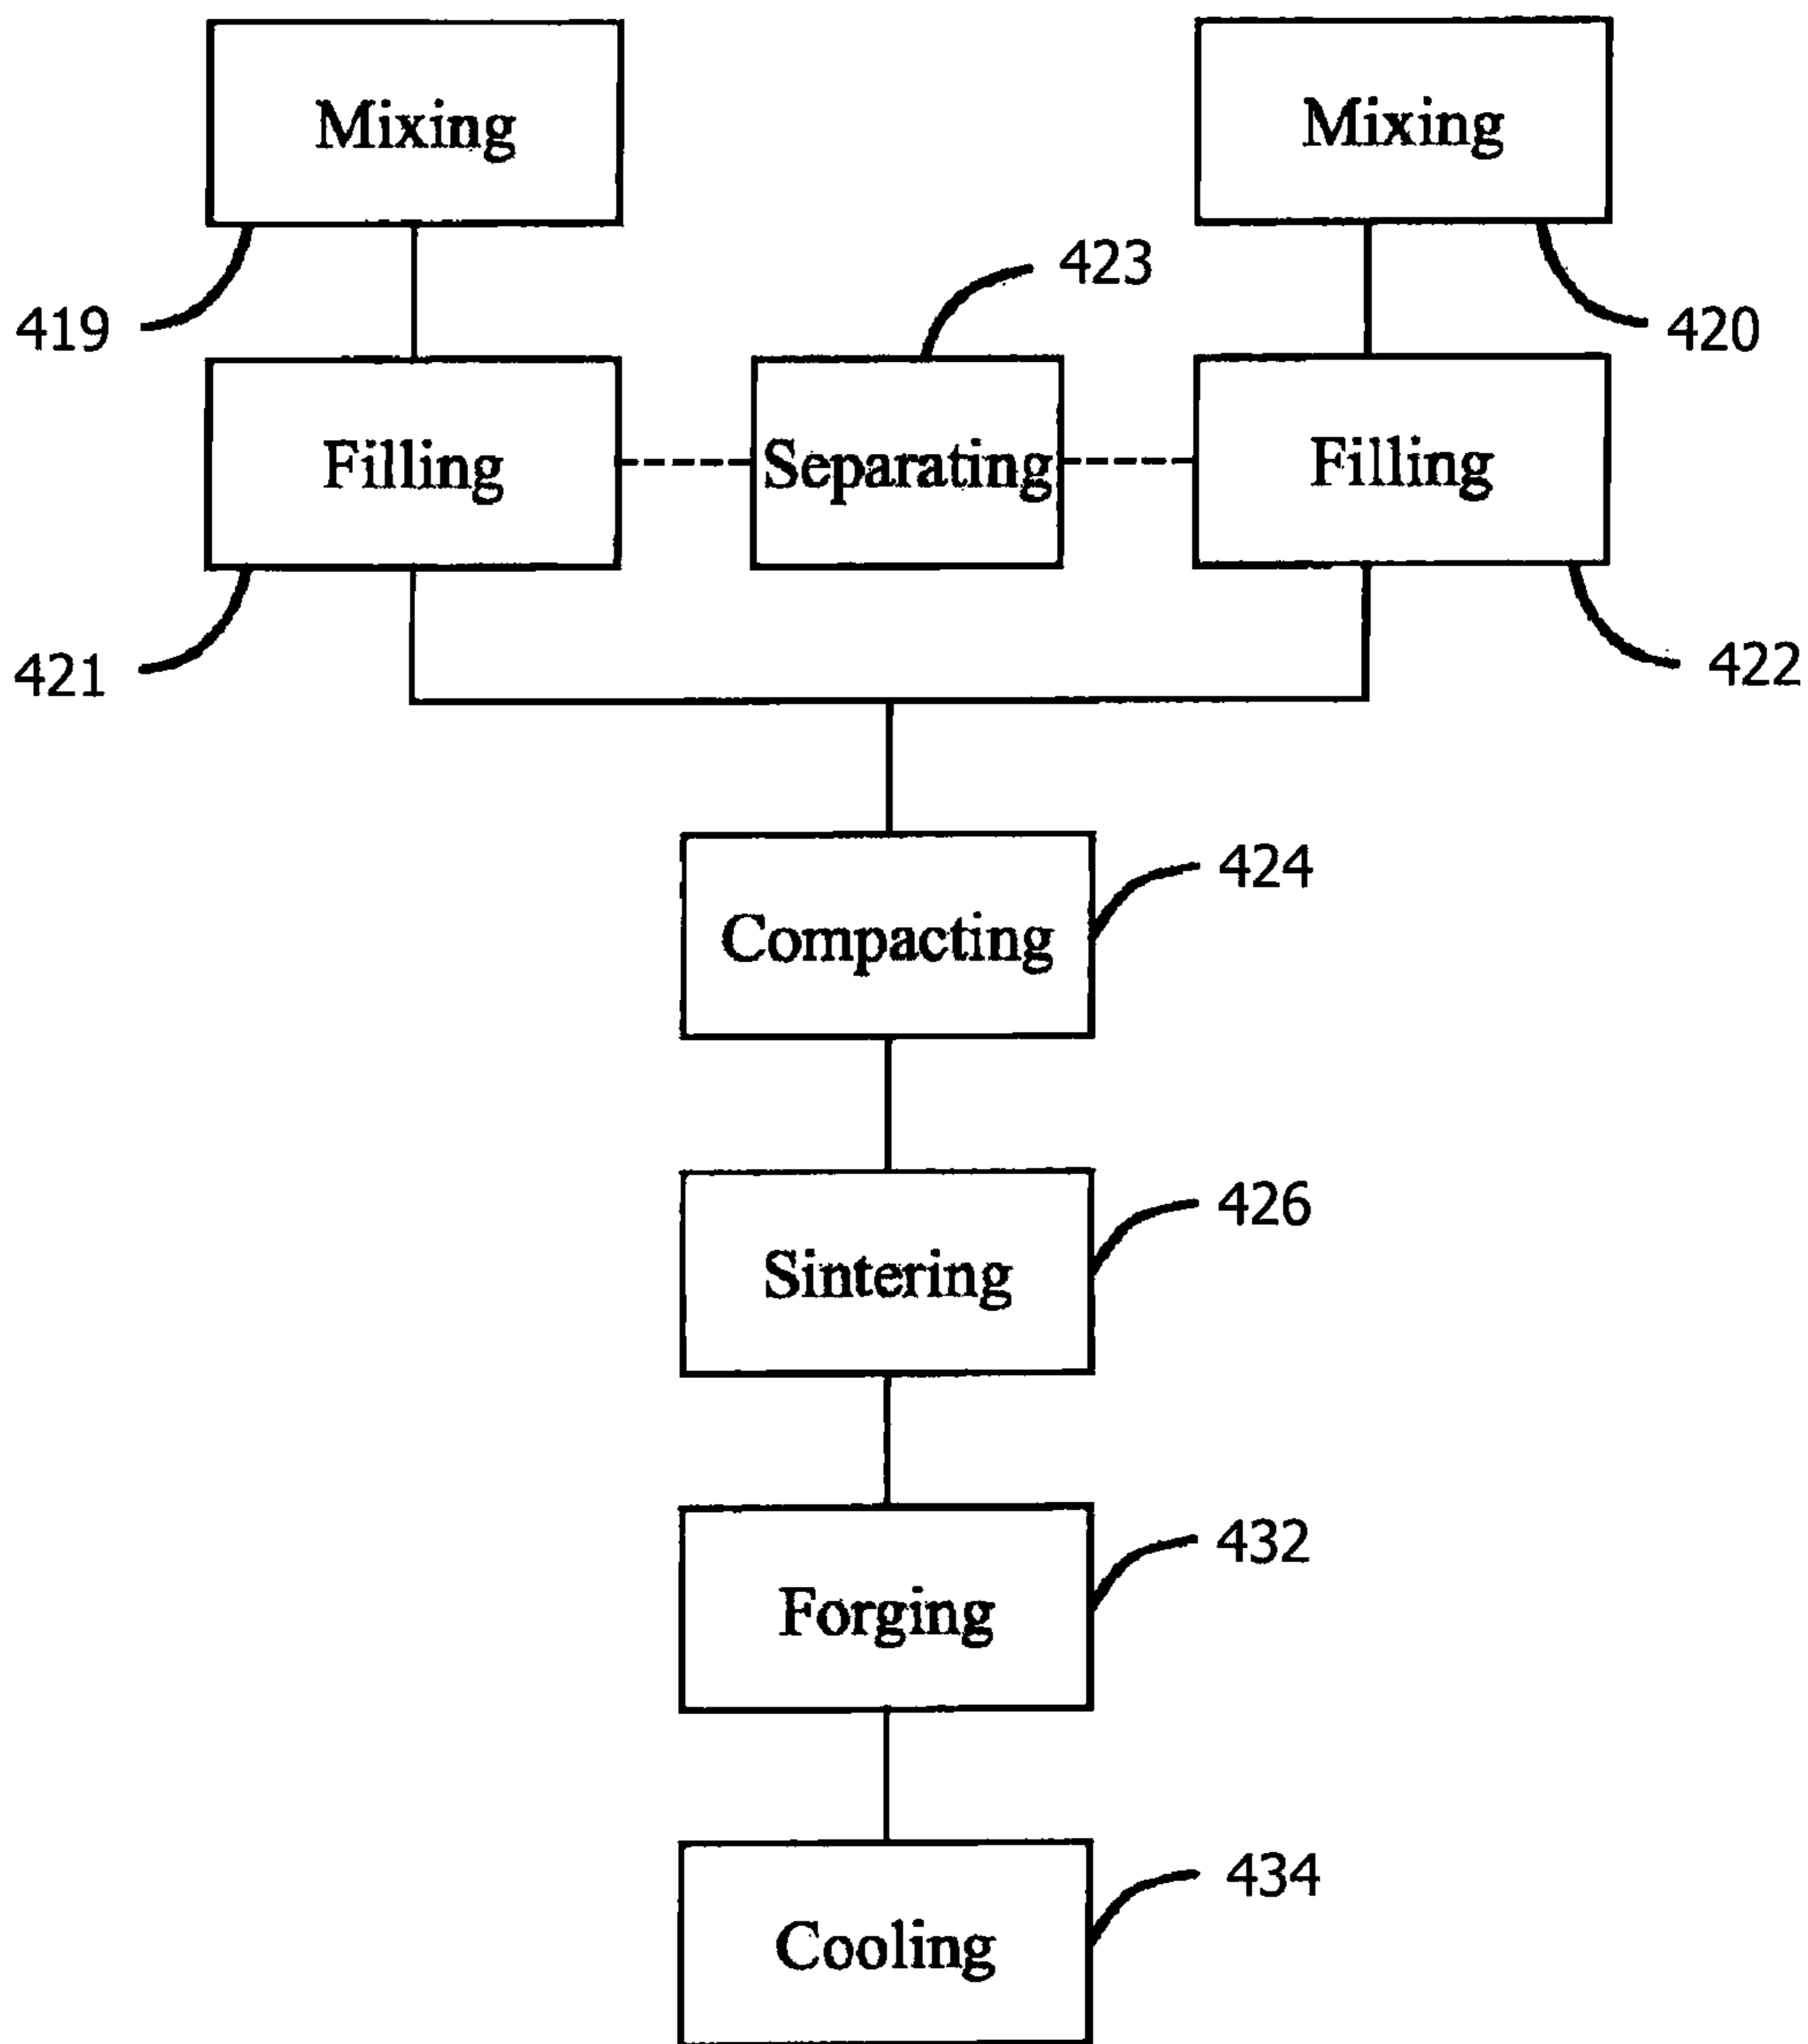 Mixing
Mixing
423
419
420
Filling
Separating
Filling
421
422
424
Compacting
426
Sintering
432
Forging
434
Cooling